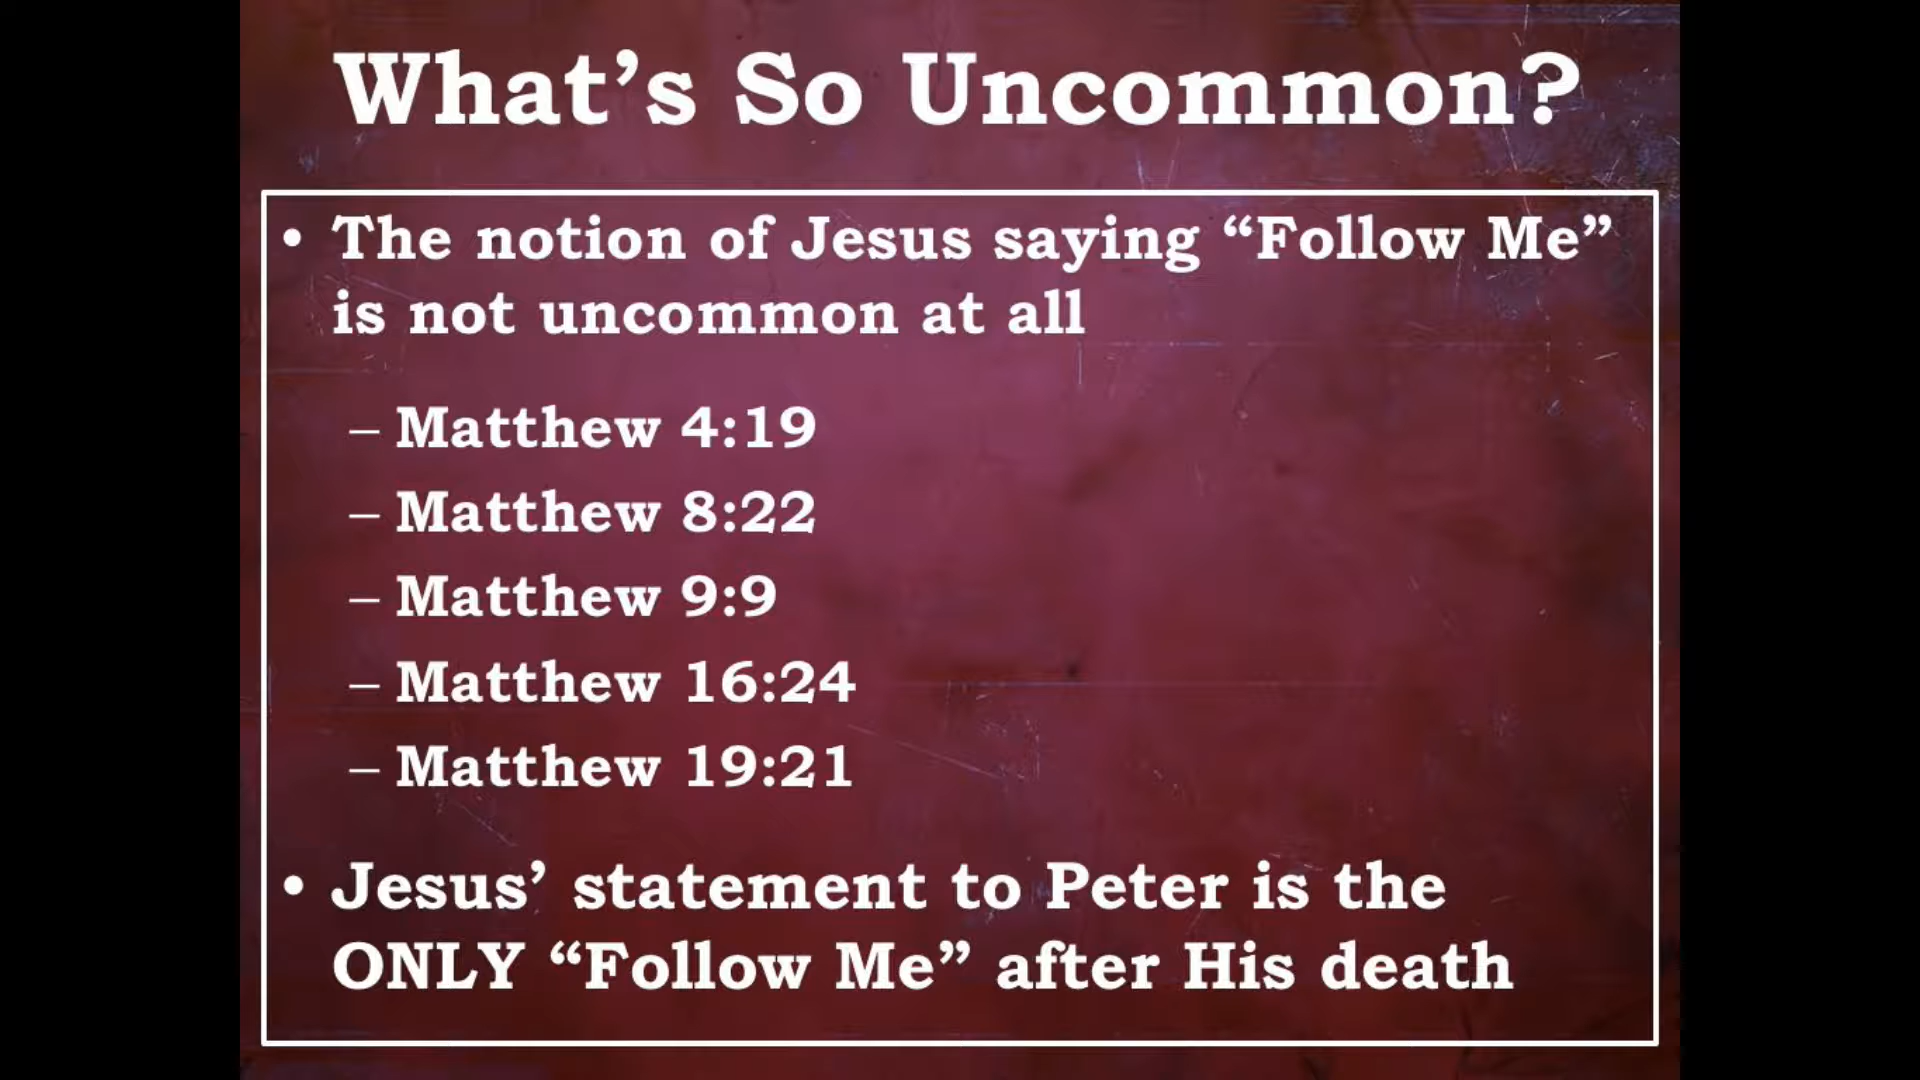 What’s So Uncommon?
• The notion of Jesus saying “Follow Me”
is not uncommon at all
– Matthew 4:19
– Matthew 8:22
– Matthew 9:9
– Matthew 16:24
– Matthew 19:21
• Jesus’ statement to Peter is the
ONLY “Follow Me” after His death